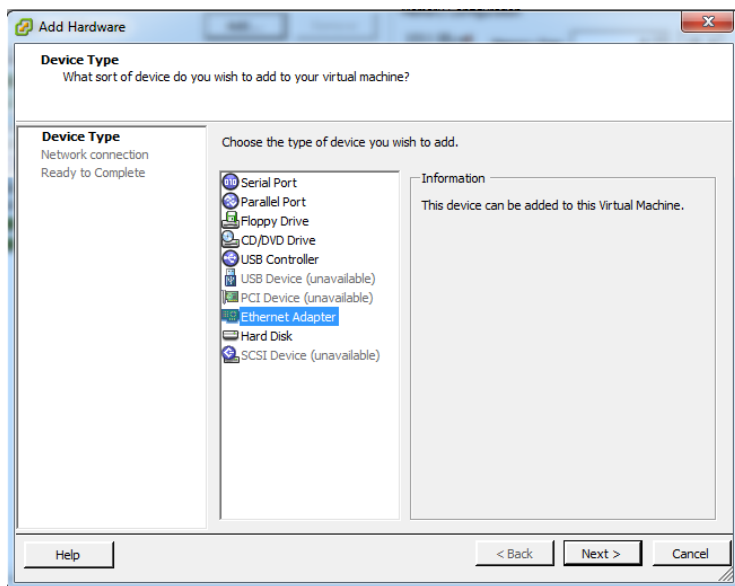 Add Hardware
Device Type
What sort of device do you wish to add to your virtual machine?
Device Type
Network connection
Ready to Complete
Choose the type of device you wish to add.
Serial Port
Parallel Port
Floppy Drive
CD/DVD Drive
USB Controller
USB Device (unavailable)
PCI Device (unavailable)
Ethernet Adapter
Hard Disk
SCSI Device (unavailable)
Information
This device can be added to this Virtual Machine.
Help
< Back
Next >
Cancel